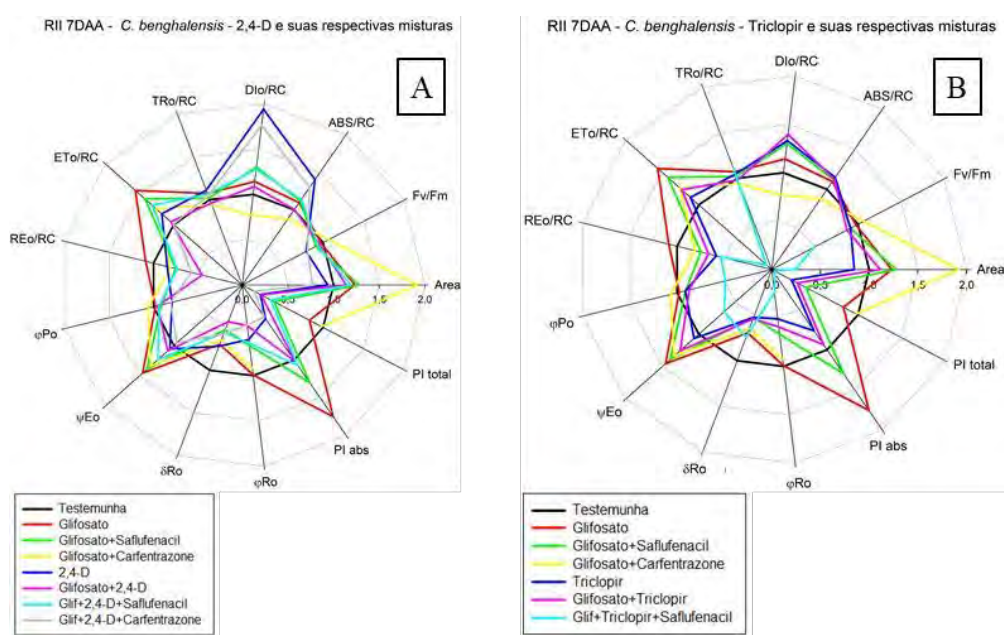 RII 7DAA - C. benghalensis - 2,4-D e suas respectivas misturas
A
DIo/RC
TRo/RC
ABS/RC
ETo/RC
Fv/Fm
REo/RC
Area
0,0 0,5 1,0 1,5 2,0
φPo
PI total
ψEo
PI abs
δRo
φRo
Testemunha
Glifosato
Glifosato+Saflufenacil
Glifosato+Carfentrazone
2,4-D
Glifosato+2,4-D
Glif+2,4-D+Saflufenacil
Glif+2,4-D+Carfentrazone
RII 7DAA - C. benghalensis - Triclopir e suas respectivas misturas
B
DIo/RC
TRo/RC
ABS/RC
ETo/RC
Fv/Fm
REo/RC
Area
0,0 0,5 1,0 1,5 2,0
φPo
PI total
ψEo
PI abs
δRo
φRo
Testemunha
Glifosato
Glifosato+Saflufenacil
Glifosato+Carfentrazone
Triclopir
Glifosato+Triclopir
Glif+Triclopir+Saflufenacil